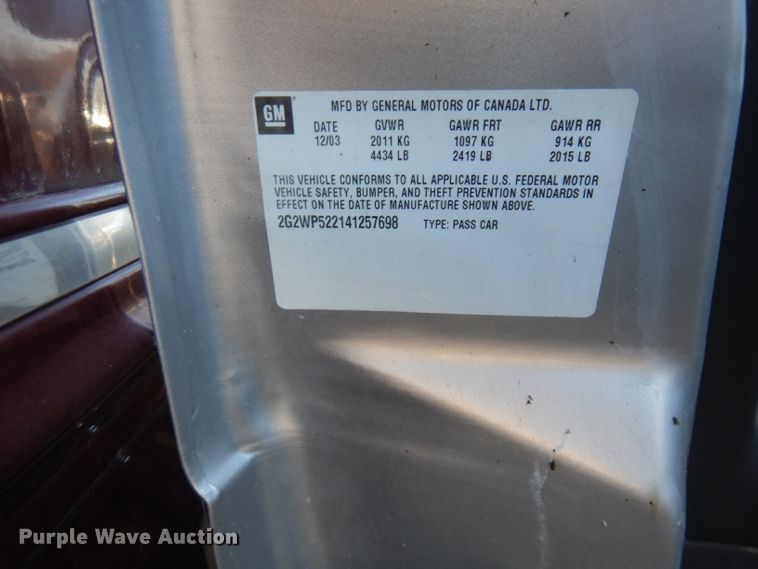 GM MFD BY GENERAL MOTORS OF CANADA LTD.
DATE GVWR GAWR FRT GAWR RR
12/03 2011 KG 1097 KG 914 KG
4434 LB 2419 LB 2015 LB
THIS VEHICLE CONFORMS TO ALL APPLICABLE U.S. FEDERAL MOTOR
VEHICLE SAFETY, BUMPER, AND THEFT PREVENTION STANDARDS IN
EFFECT ON THE DATE OF MANUFACTURE SHOWN ABOVE.
2G2WP522141257698 TYPE: PASS CAR
Purple Wave Auction®